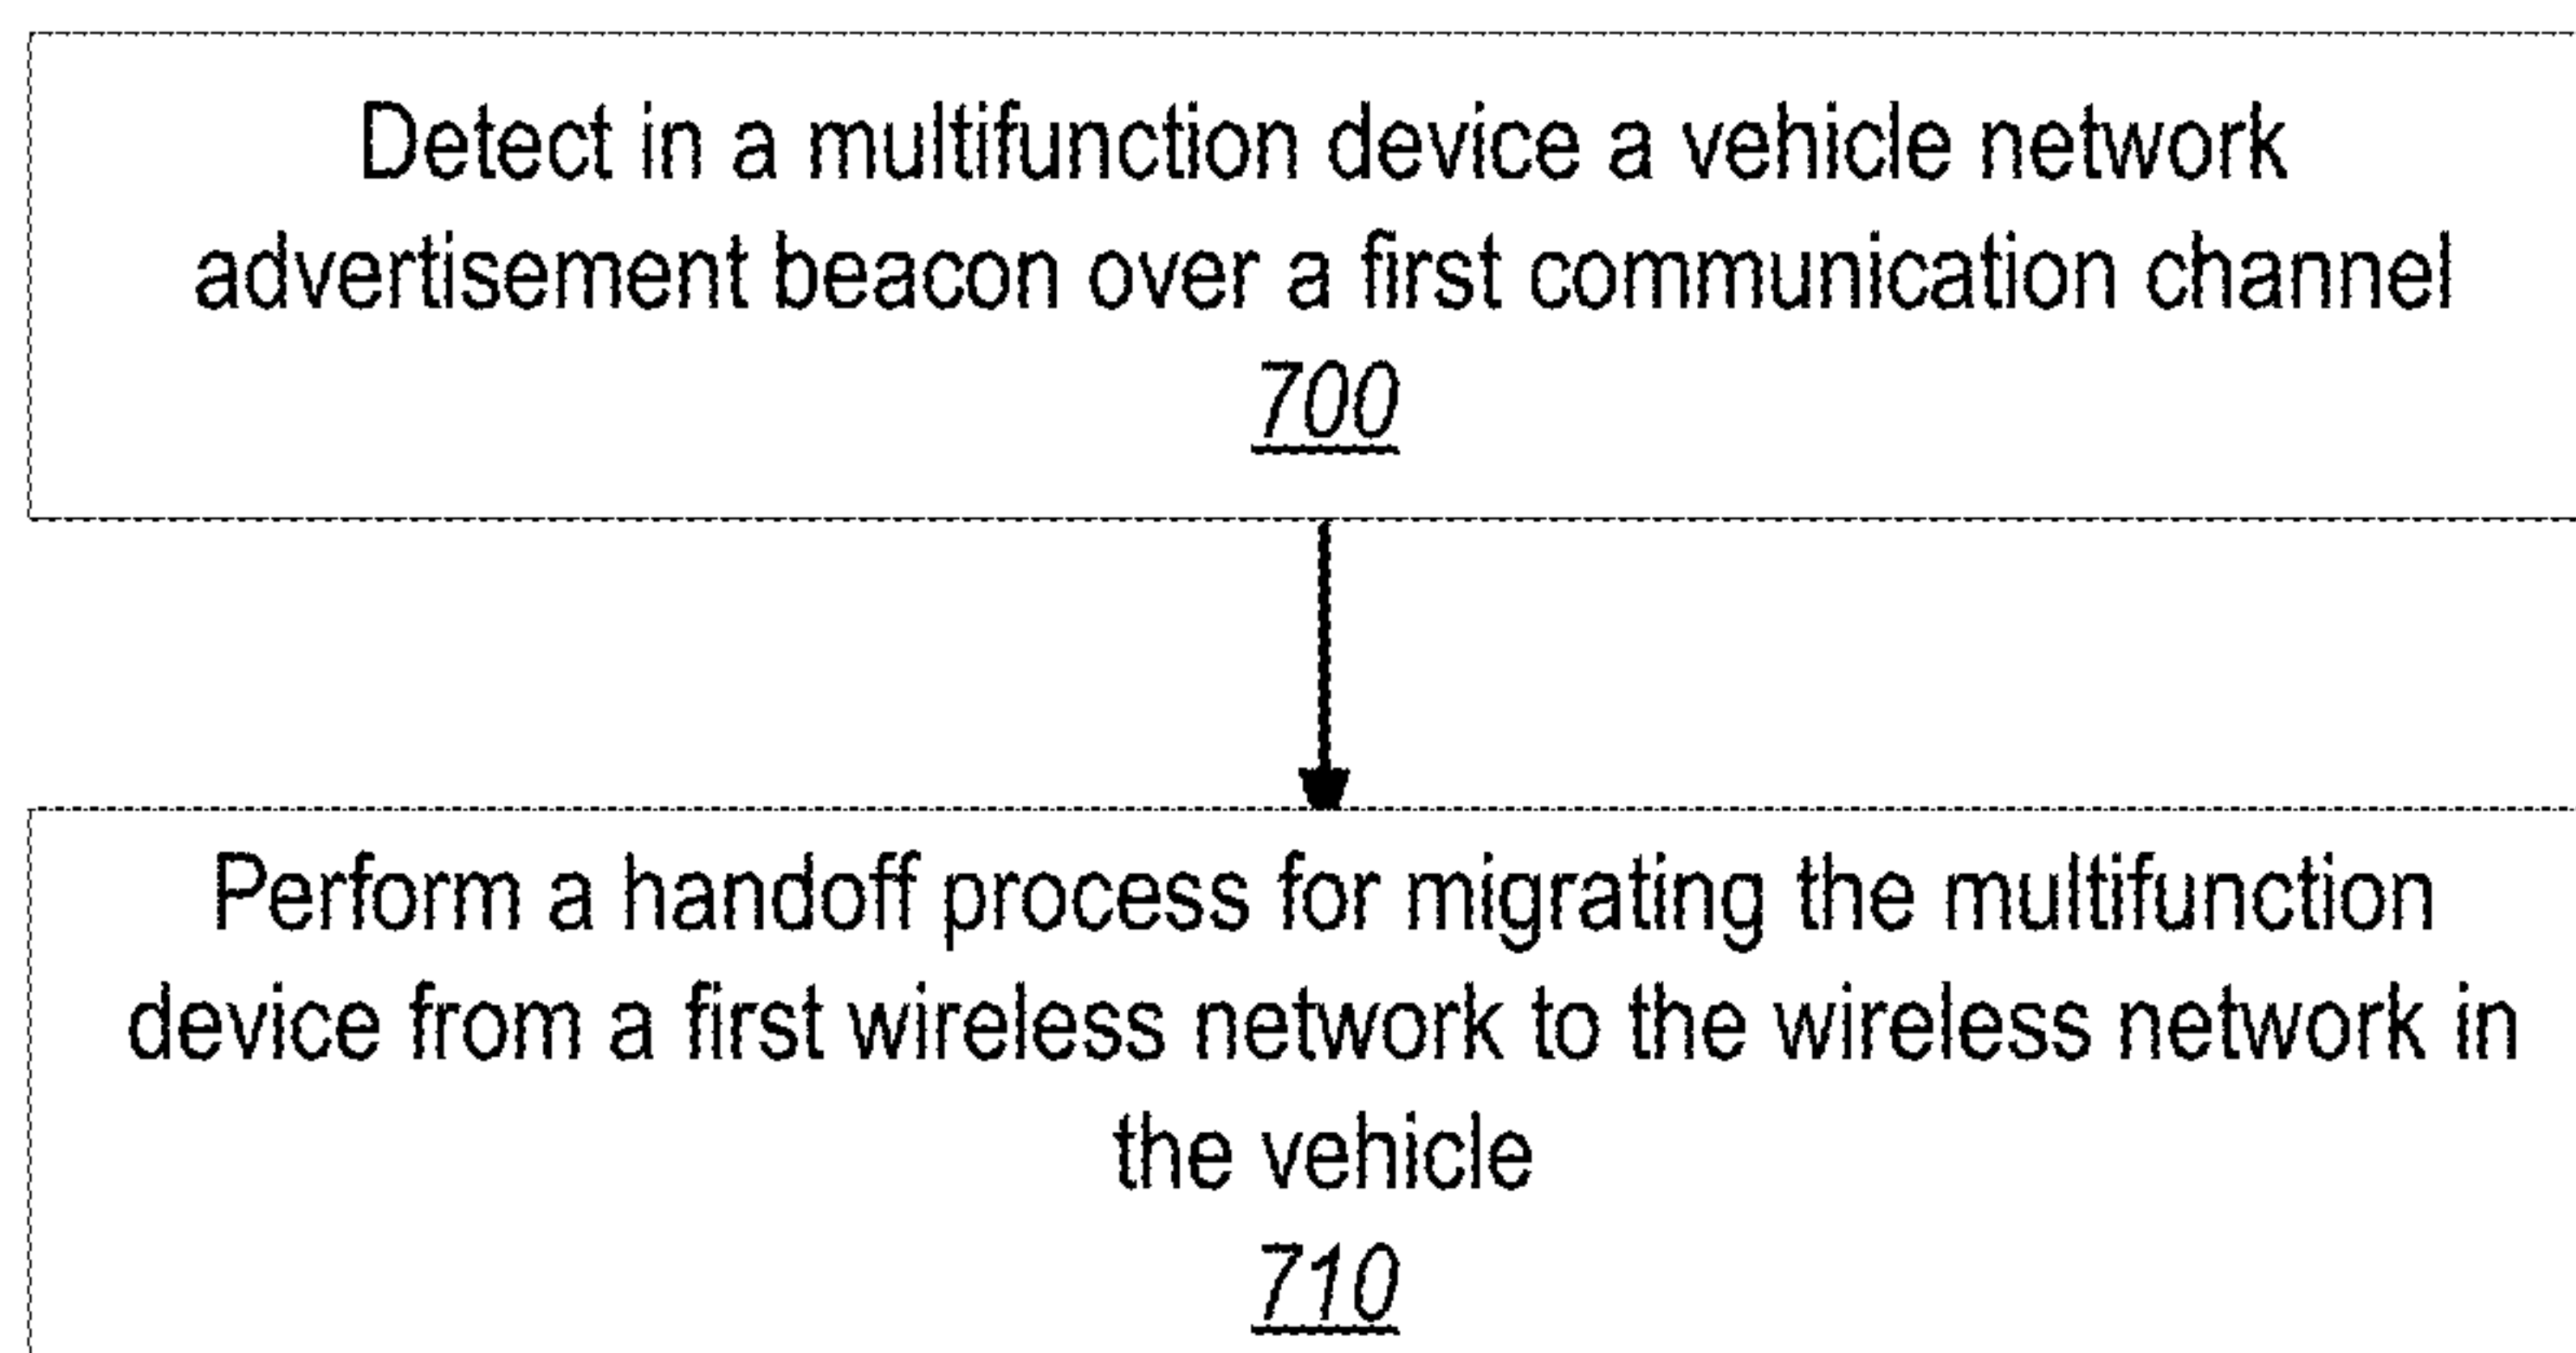 Detect in a multifunction device a vehicle network
advertisement beacon over a first communication channel
700
Perform a handoff process for migrating the multifunction
device from a first wireless network to the wireless network in
the vehicle
710